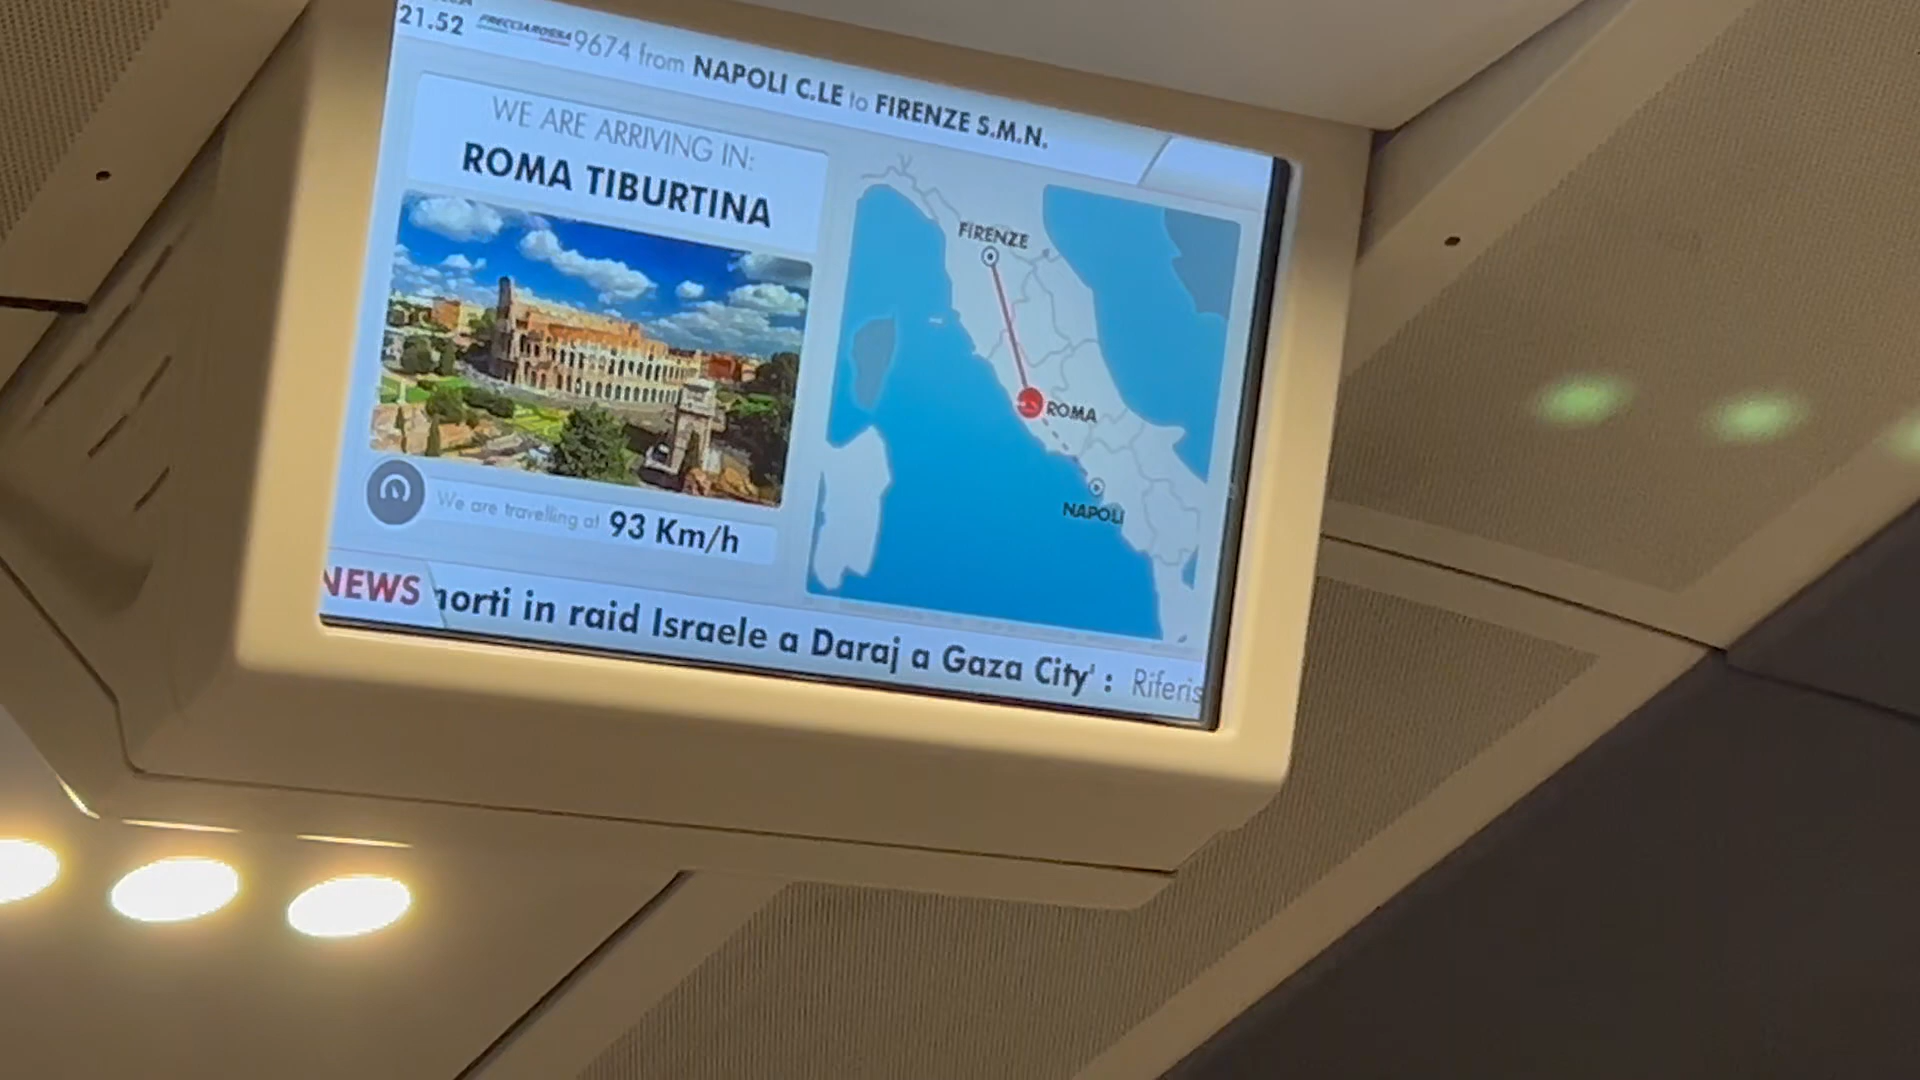 21.52 FRECCIAROSSA 9674 from NAPOLI C.LE to FIRENZE S.M.N.
WE ARE ARRIVING IN:
ROMA TIBURTINA
FIRENZE
ROMA
NAPOLI
We are travelling at 93 Km/h
NEWS in raid Israele a Daraj a Gaza City' :